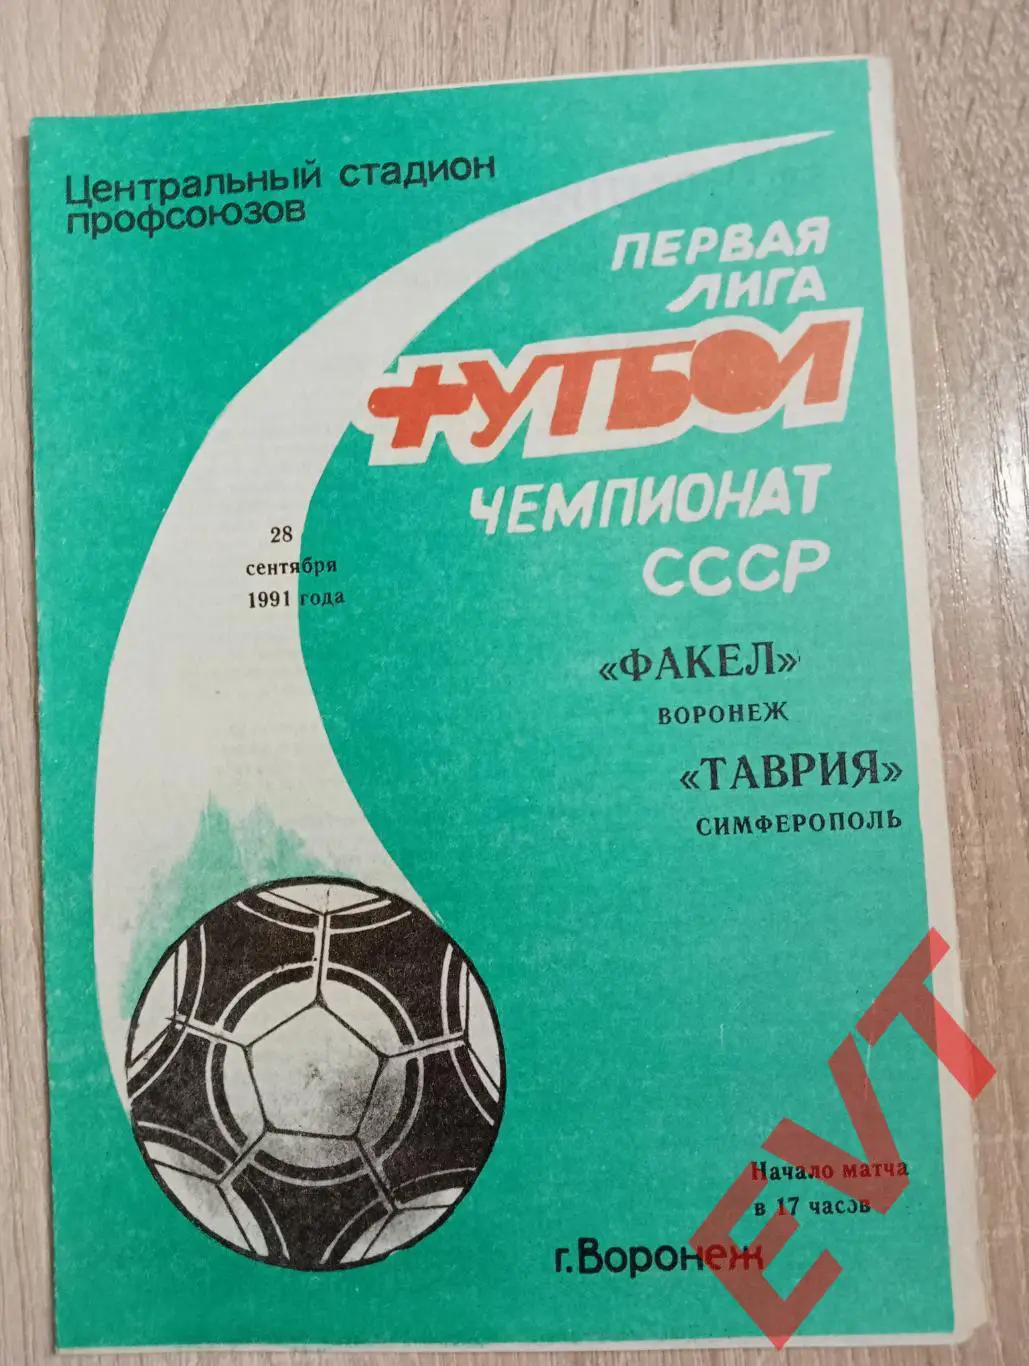 Центральный стадион
профсоюзов
ПЕРВАЯ
ЛИГА
ФУТБОЛ
ЧЕМПИОНАТ
СССР
28
сентября
1991 года
«ФАКЕЛ»
ВОРОНЕЖ
«ТАВРИЯ»
СИМФЕРОПОЛЬ
Начало матча
в 17 часов
г. Воронеж
EVT